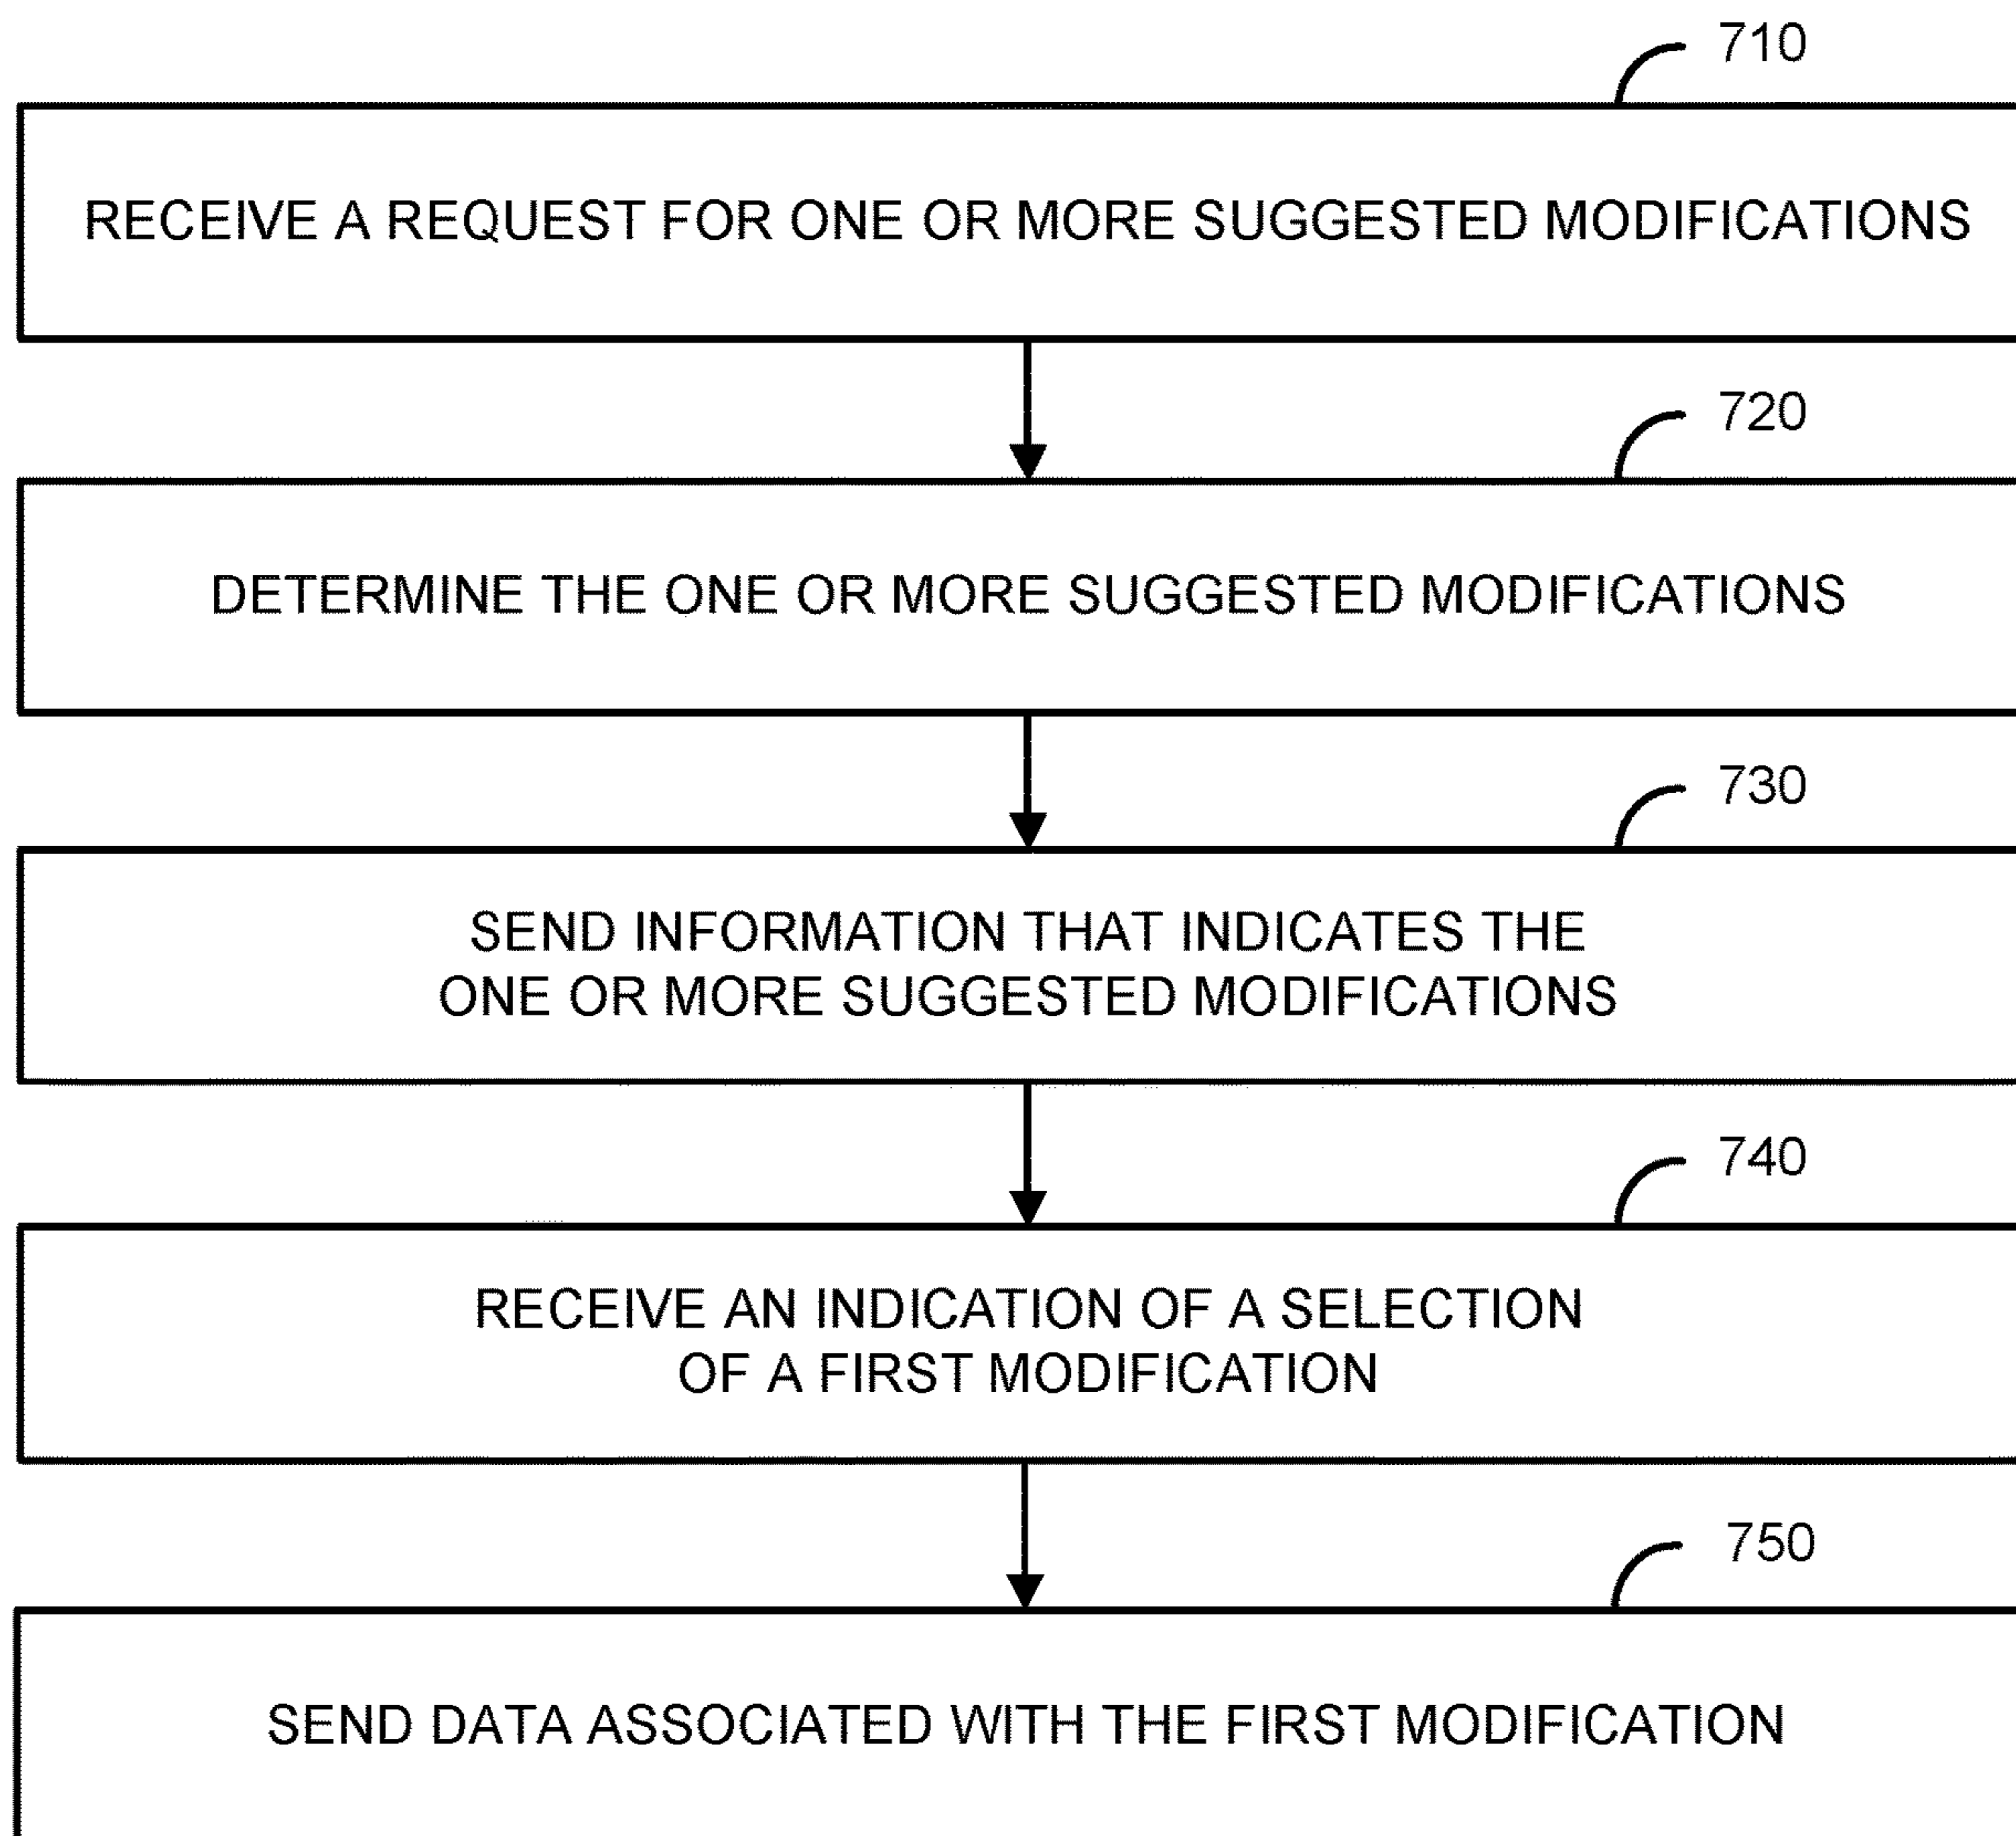 710
RECEIVE A REQUEST FOR ONE OR MORE SUGGESTED MODIFICATIONS
720
DETERMINE THE ONE OR MORE SUGGESTED MODIFICATIONS
730
SEND INFORMATION THAT INDICATES THE
ONE OR MORE SUGGESTED MODIFICATIONS
740
RECEIVE AN INDICATION OF A SELECTION
OF A FIRST MODIFICATION
750
SEND DATA ASSOCIATED WITH THE FIRST MODIFICATION